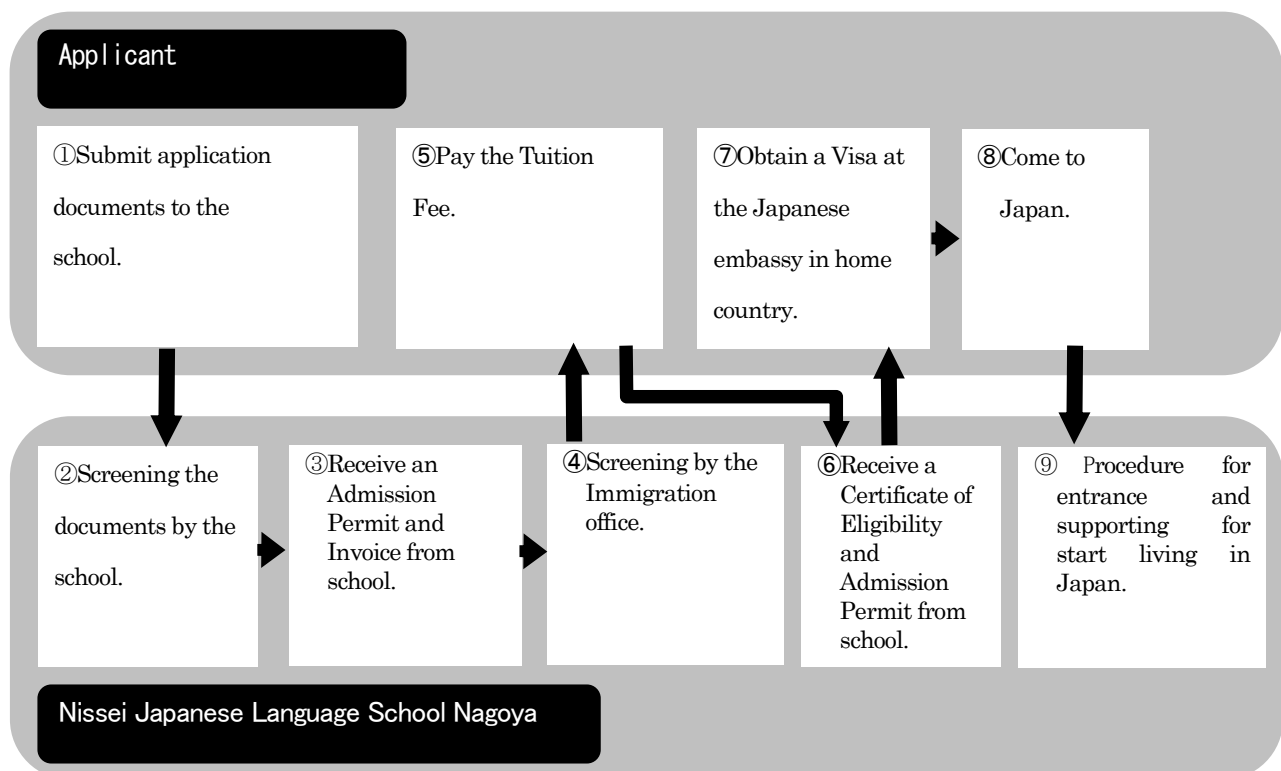 Applicant
①Submit application
documents to the
school.
⑤Pay the Tuition
Fee.
⑦Obtain a Visa at
the Japanese
embassy in home
country.
⑧Come to
Japan.
②Screening the
documents by the
school.
③Receive an
Admission
Permit and
Invoice from
school.
④Screening by the
Immigration
office.
⑥Receive a
Certificate of
Eligibility
and
Admission
Permit from
school.
⑨ Procedure for
entrance and
supporting for
start living in
Japan.
Nissei Japanese Language School Nagoya